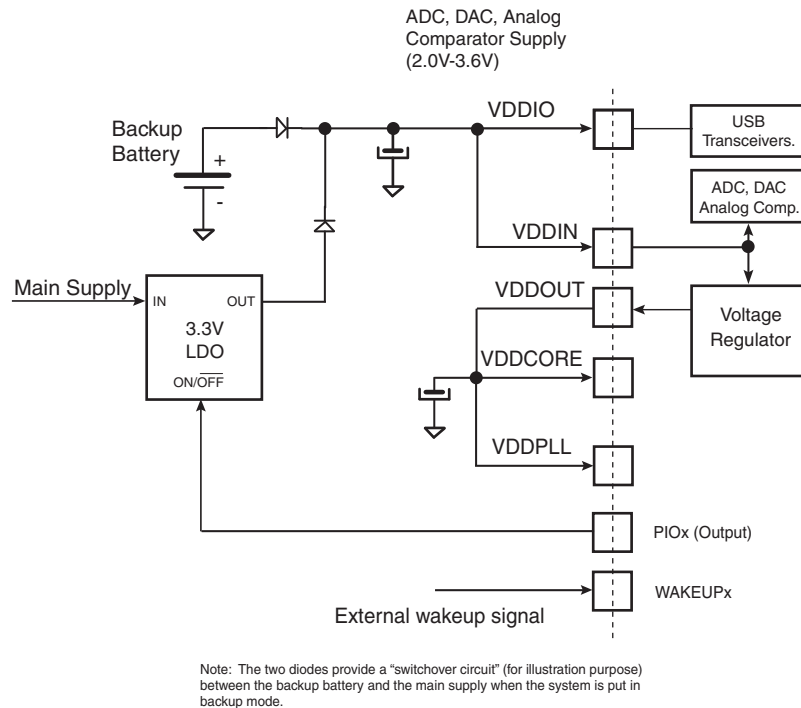 ADC, DAC, Analog
Comparator Supply
(2.0V-3.6V)
VDDIO
USB
Transceivers.
Backup
Battery
+
-
ADC, DAC
Analog Comp.
VDDIN
Main Supply
IN
OUT
3.3V
LDO
ON/OFF
VDDOUT
Voltage
Regulator
VDDCORE
VDDPLL
PIOx (Output)
WAKEUPx
External wakeup signal
Note: The two diodes provide a “switchover circuit” (for illustration purpose)
between the backup battery and the main supply when the system is put in
backup mode.